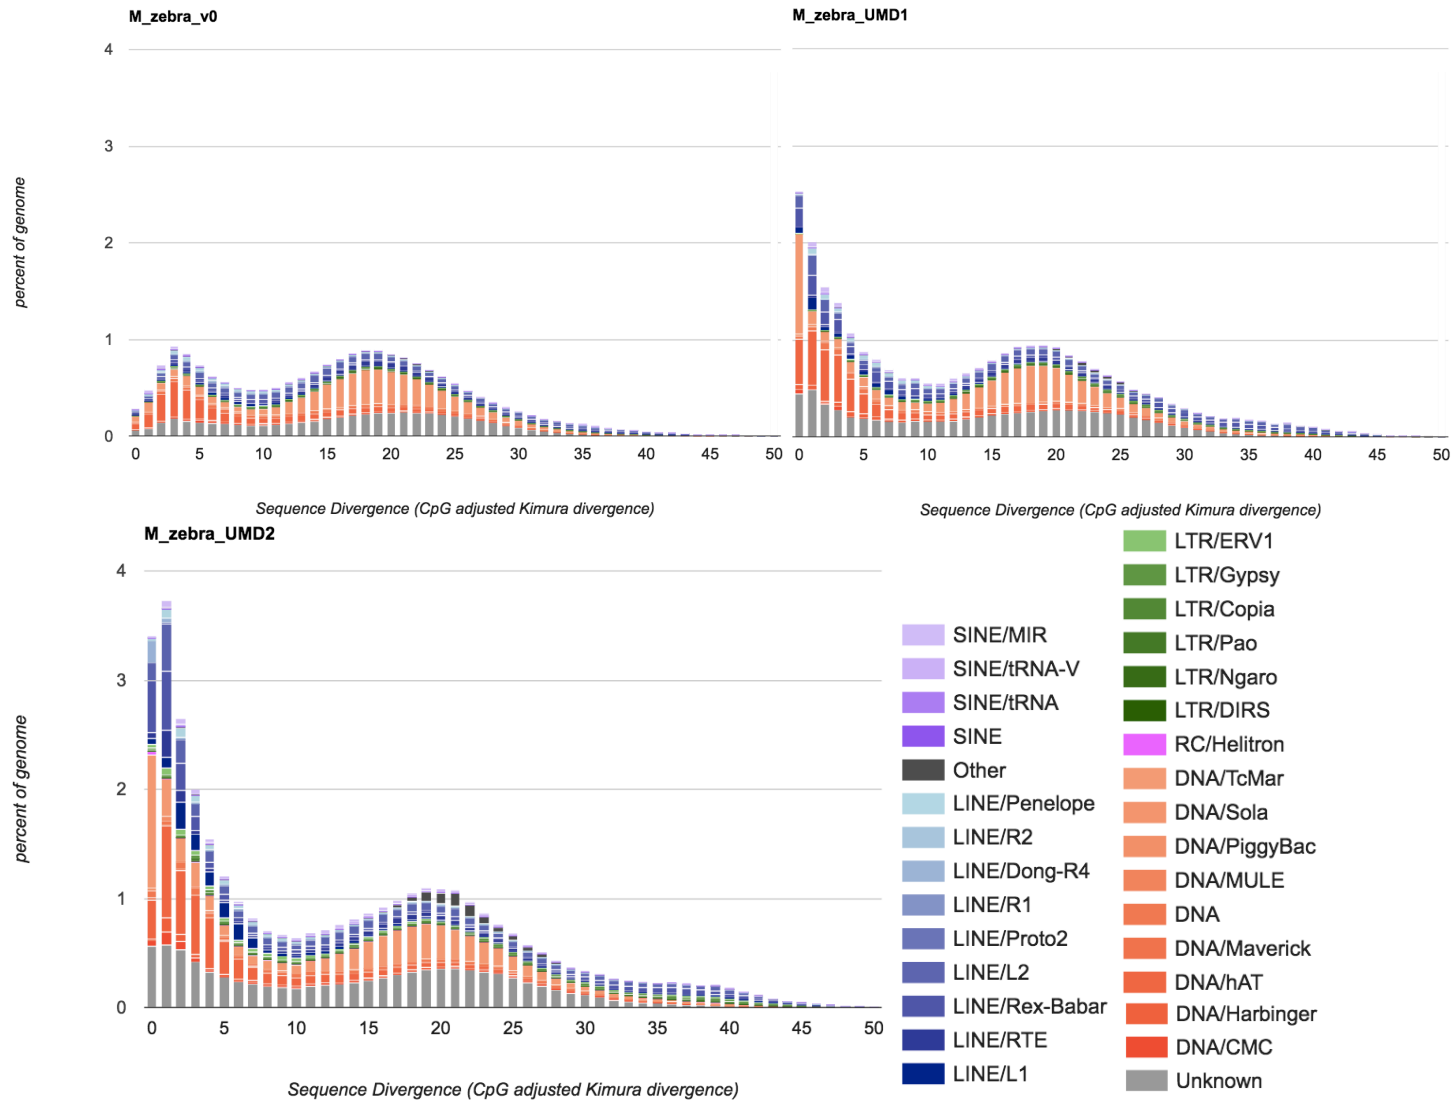 M_zebra_v0
4
3
2
1
0
percent of genome
0 5 10 15 20 25 30 35 40 45 50
Sequence Divergence (CpG adjusted Kimura divergence)
M_zebra_UMD1
0 5 10 15 20 25 30 35 40 45 50
Sequence Divergence (CpG adjusted Kimura divergence)
M_zebra_UMD2
4
3
2
1
0
percent of genome
0 5 10 15 20 25 30 35 40 45 50
Sequence Divergence (CpG adjusted Kimura divergence)
SINE/MIR
SINE/tRNA-V
SINE/tRNA
SINE
Other
LINE/Penelope
LINE/R2
LINE/Dong-R4
LINE/R1
LINE/Proto2
LINE/L2
LINE/Rex-Babar
LINE/RTE
LINE/L1
LTR/ERV1
LTR/Gypsy
LTR/Copia
LTR/Pao
LTR/Ngaro
LTR/DIRS
RC/Helitron
DNA/TcMar
DNA/Sola
DNA/PiggyBac
DNA/MULE
DNA
DNA/Maverick
DNA/hAT
DNA/Harbinger
DNA/CMC
Unknown